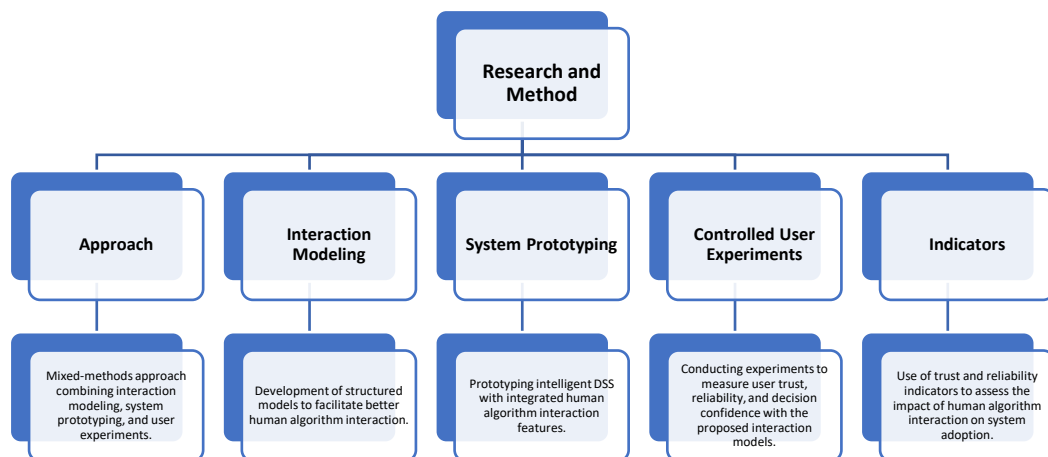 Research and
Method
Approach
Interaction
Modeling
System Prototyping
Controlled User
Experiments
Indicators
Mixed-methods approach
combining interaction
modeling, system
prototyping, and user
experiments.
Development of structured
models to facilitate better
human algorithm interaction.
Prototyping intelligent DSS
with integrated human
algorithm interaction
features.
Conducting experiments to
measure user trust,
reliability, and decision
confidence with the
proposed interaction
models.
Use of trust and reliability
indicators to assess the
impact of human algorithm
interaction on system
adoption.